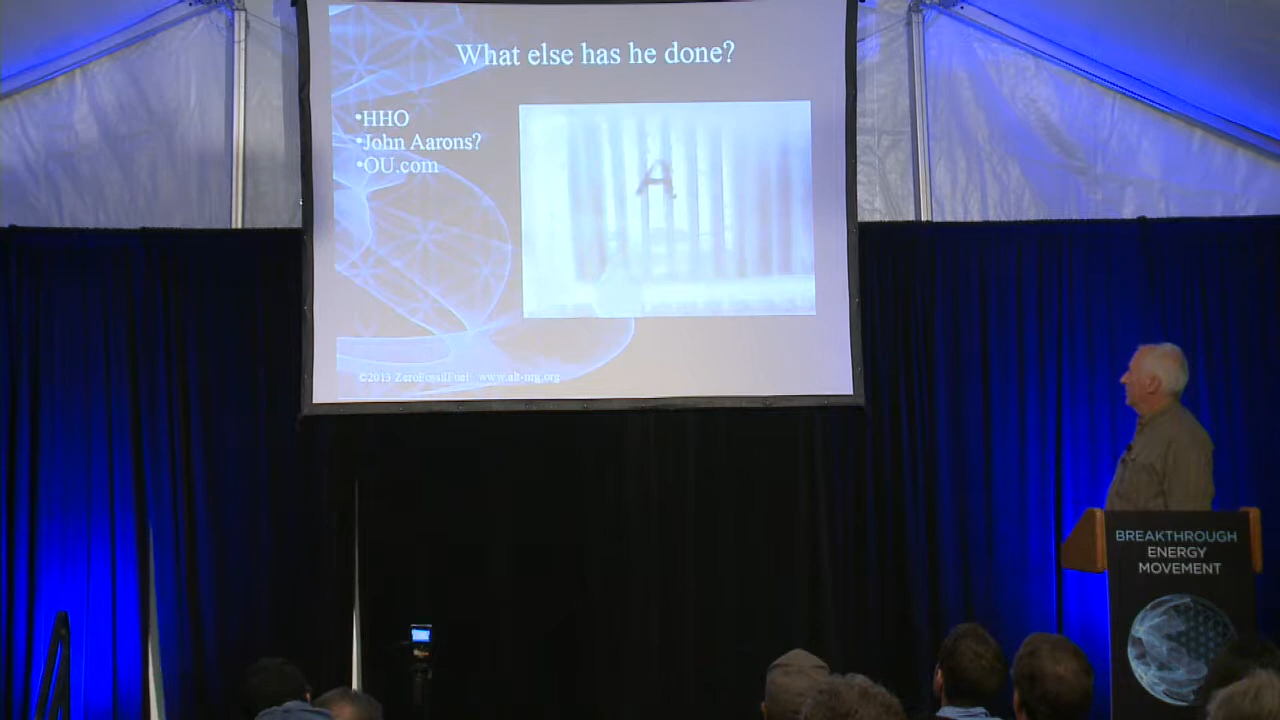 What else has he done?
•HHO
•John Aarons?
•OU.com
A
©2013 ZeroFossilFuel www.alt-nrg.org
BREAKTHROUGH
ENERGY
MOVEMENT